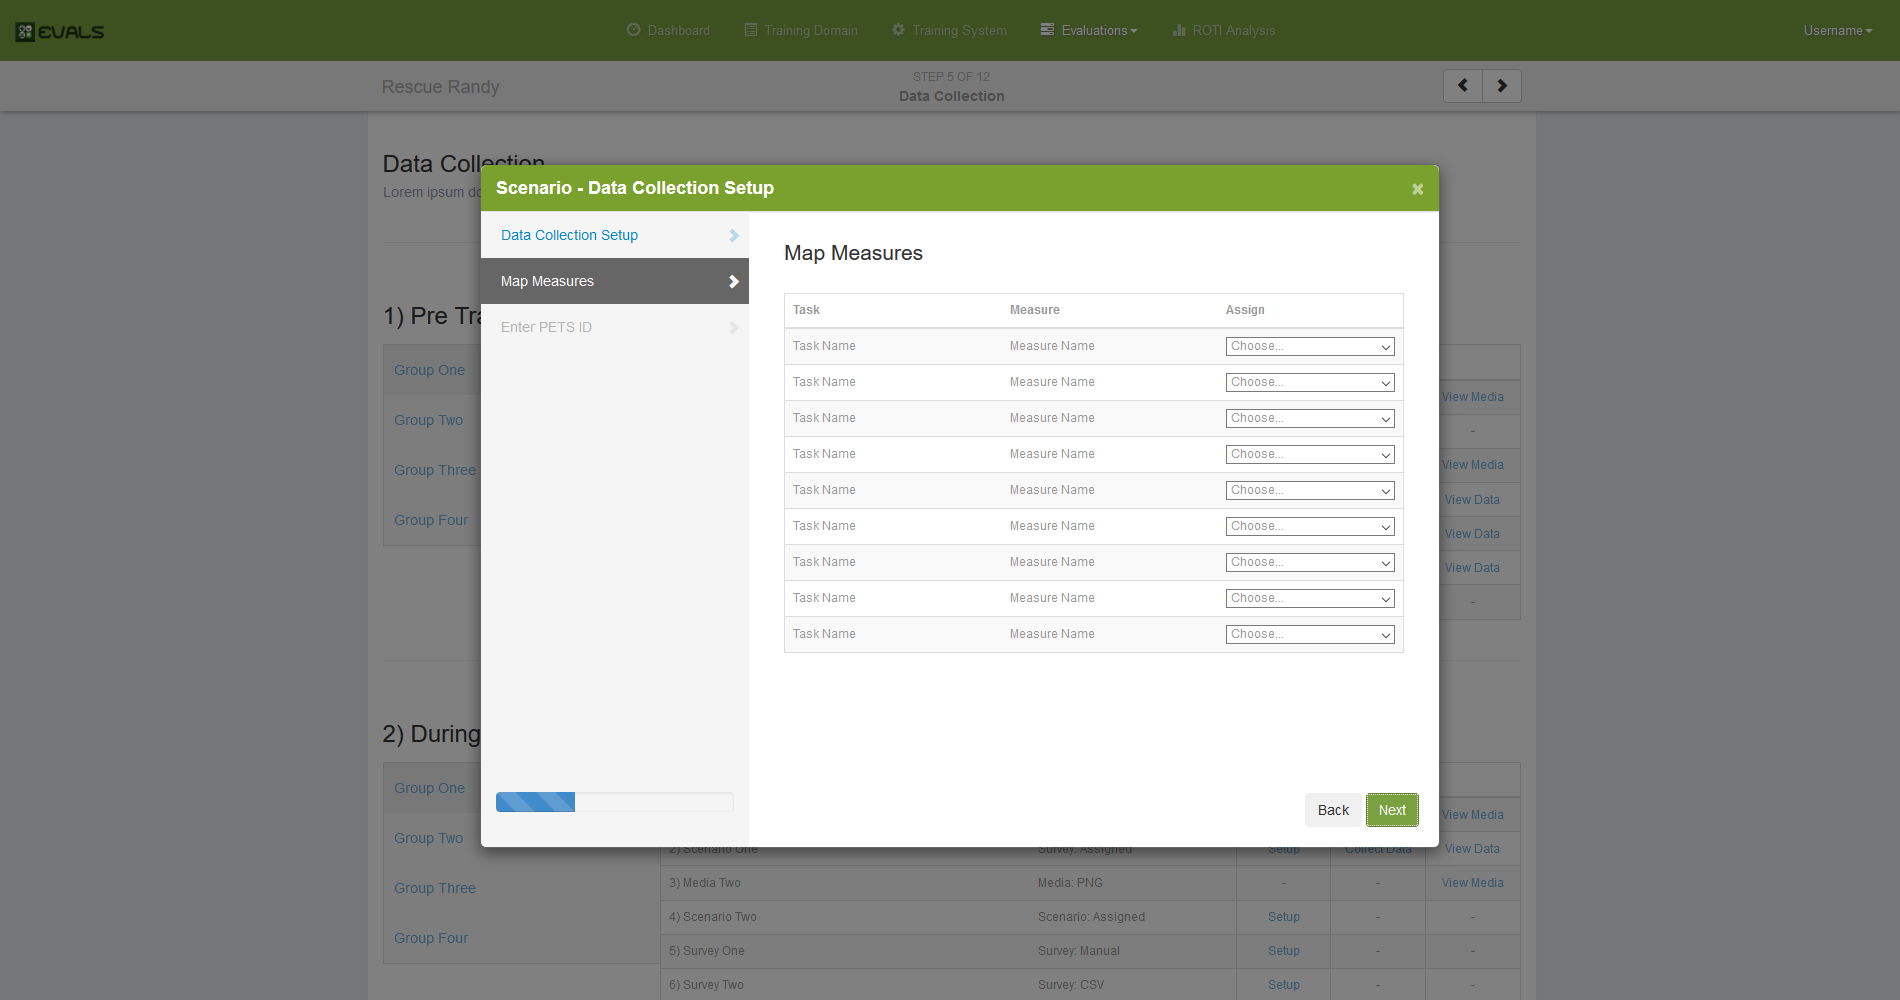 EVALS
Dashboard
Training Domain
Training System
Evaluations
ROTI Analysis
Username
Rescue Randy
STEP 5 OF 12
Data Collection
Data Collection
Lorem ipsum
Scenario - Data Collection Setup
Data Collection Setup
Map Measures
Enter PETS ID
Map Measures
Task Measure Assign
Task Name Measure Name Choose...
Task Name Measure Name Choose...
Task Name Measure Name Choose...
Task Name Measure Name Choose...
Task Name Measure Name Choose...
Task Name Measure Name Choose...
Task Name Measure Name Choose...
Task Name Measure Name Choose...
Task Name Measure Name Choose...
Back
Next
1) Pre
Group One
Group Two
Group Three
Group Four
View Media
-
View Media
View Data
View Data
View Data
-
2) During
Group One
Group Two
Group Three
Group Four
View Media
2) Scenario One Survey: Assigned Setup Collect Data View Data
3) Media Two Media: PNG - - View Media
4) Scenario Two Scenario: Assigned Setup - -
5) Survey One Survey: Manual Setup - -
6) Survey Two Survey: CSV Setup - -